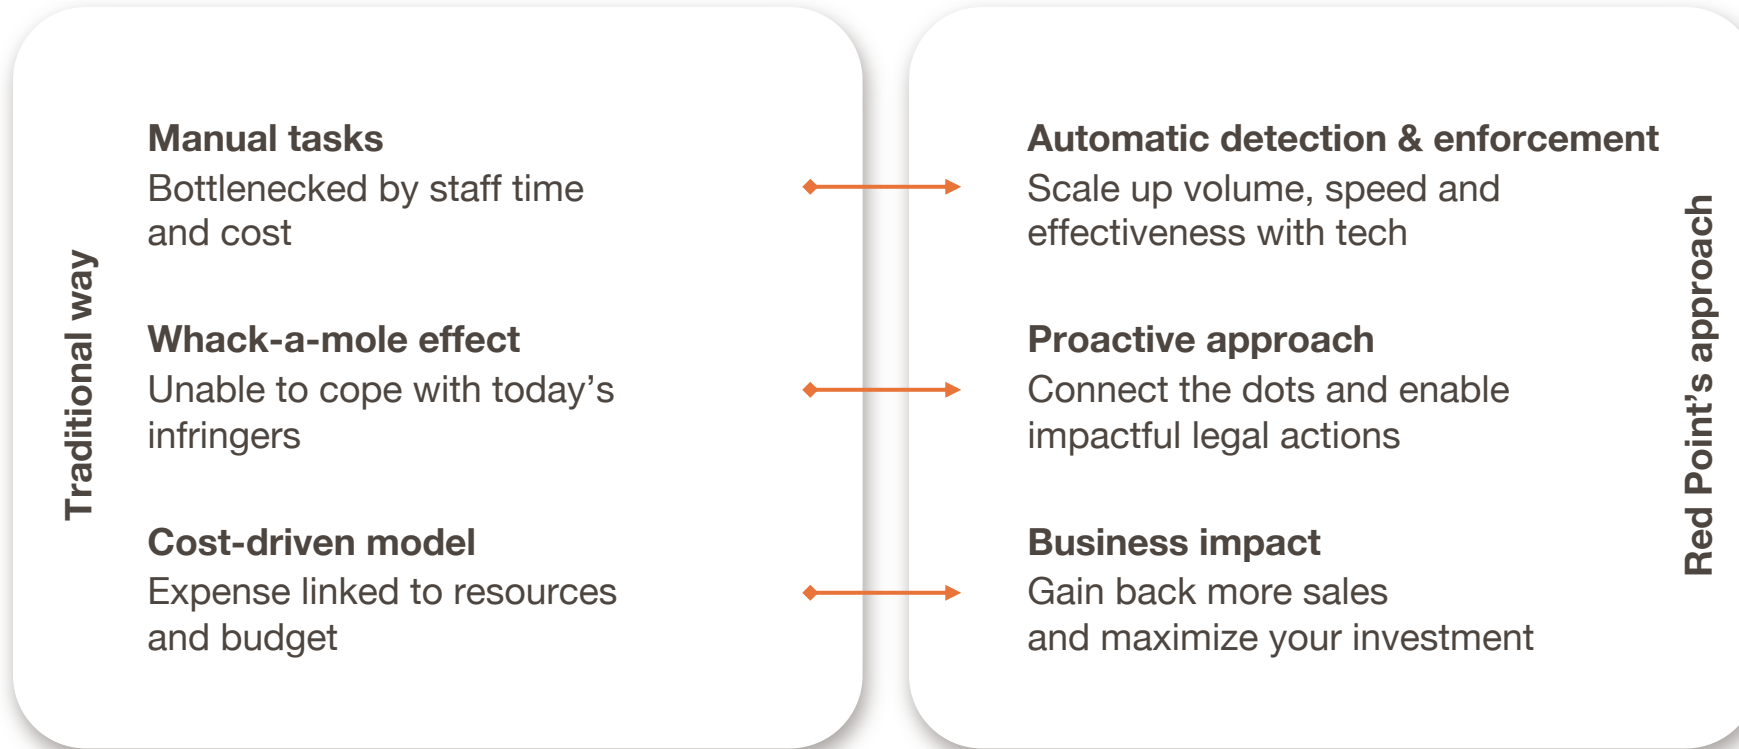 Traditional way
Manual tasks
Bottlenecked by staff time
and cost
Whack-a-mole effect
Unable to cope with today’s
infringers
Cost-driven model
Expense linked to resources
and budget
Automatic detection & enforcement
Scale up volume, speed and
effectiveness with tech
Proactive approach
Connect the dots and enable
impactful legal actions
Business impact
Gain back more sales
and maximize your investment
Red Point’s approach